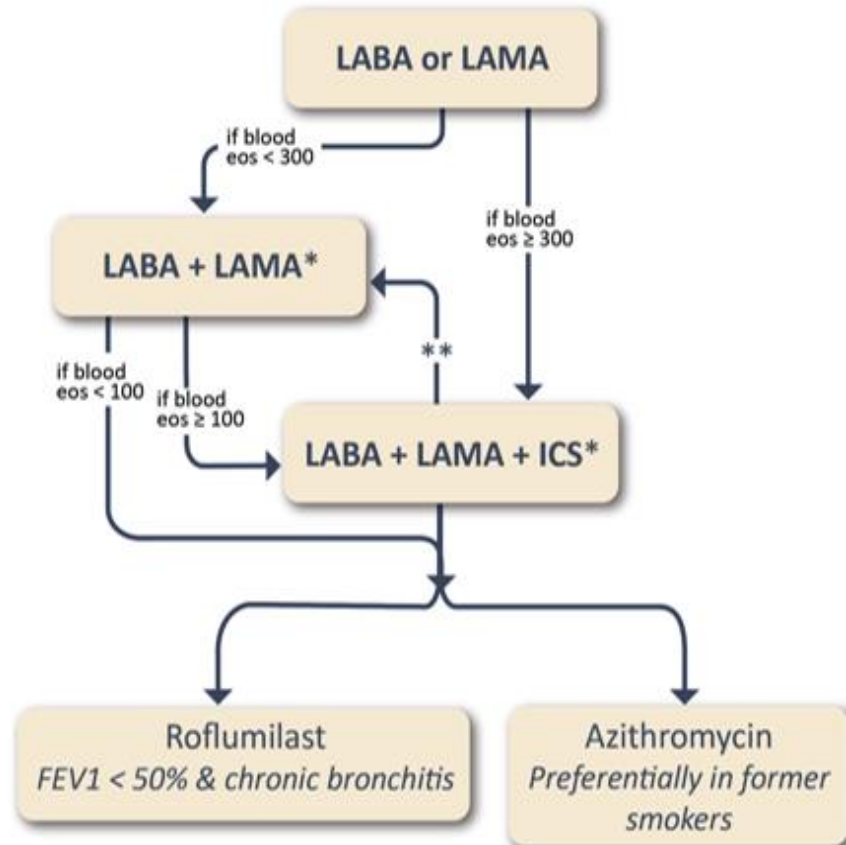 LABA or LAMA
if blood
eos < 300
if blood
eos ≥ 300
LABA + LAMA*
**
if blood
eos < 100
if blood
eos ≥ 100
LABA + LAMA + ICS*
Roflumilast
FEV1 < 50% & chronic bronchitis
Azithromycin
Preferentially in former
smokers